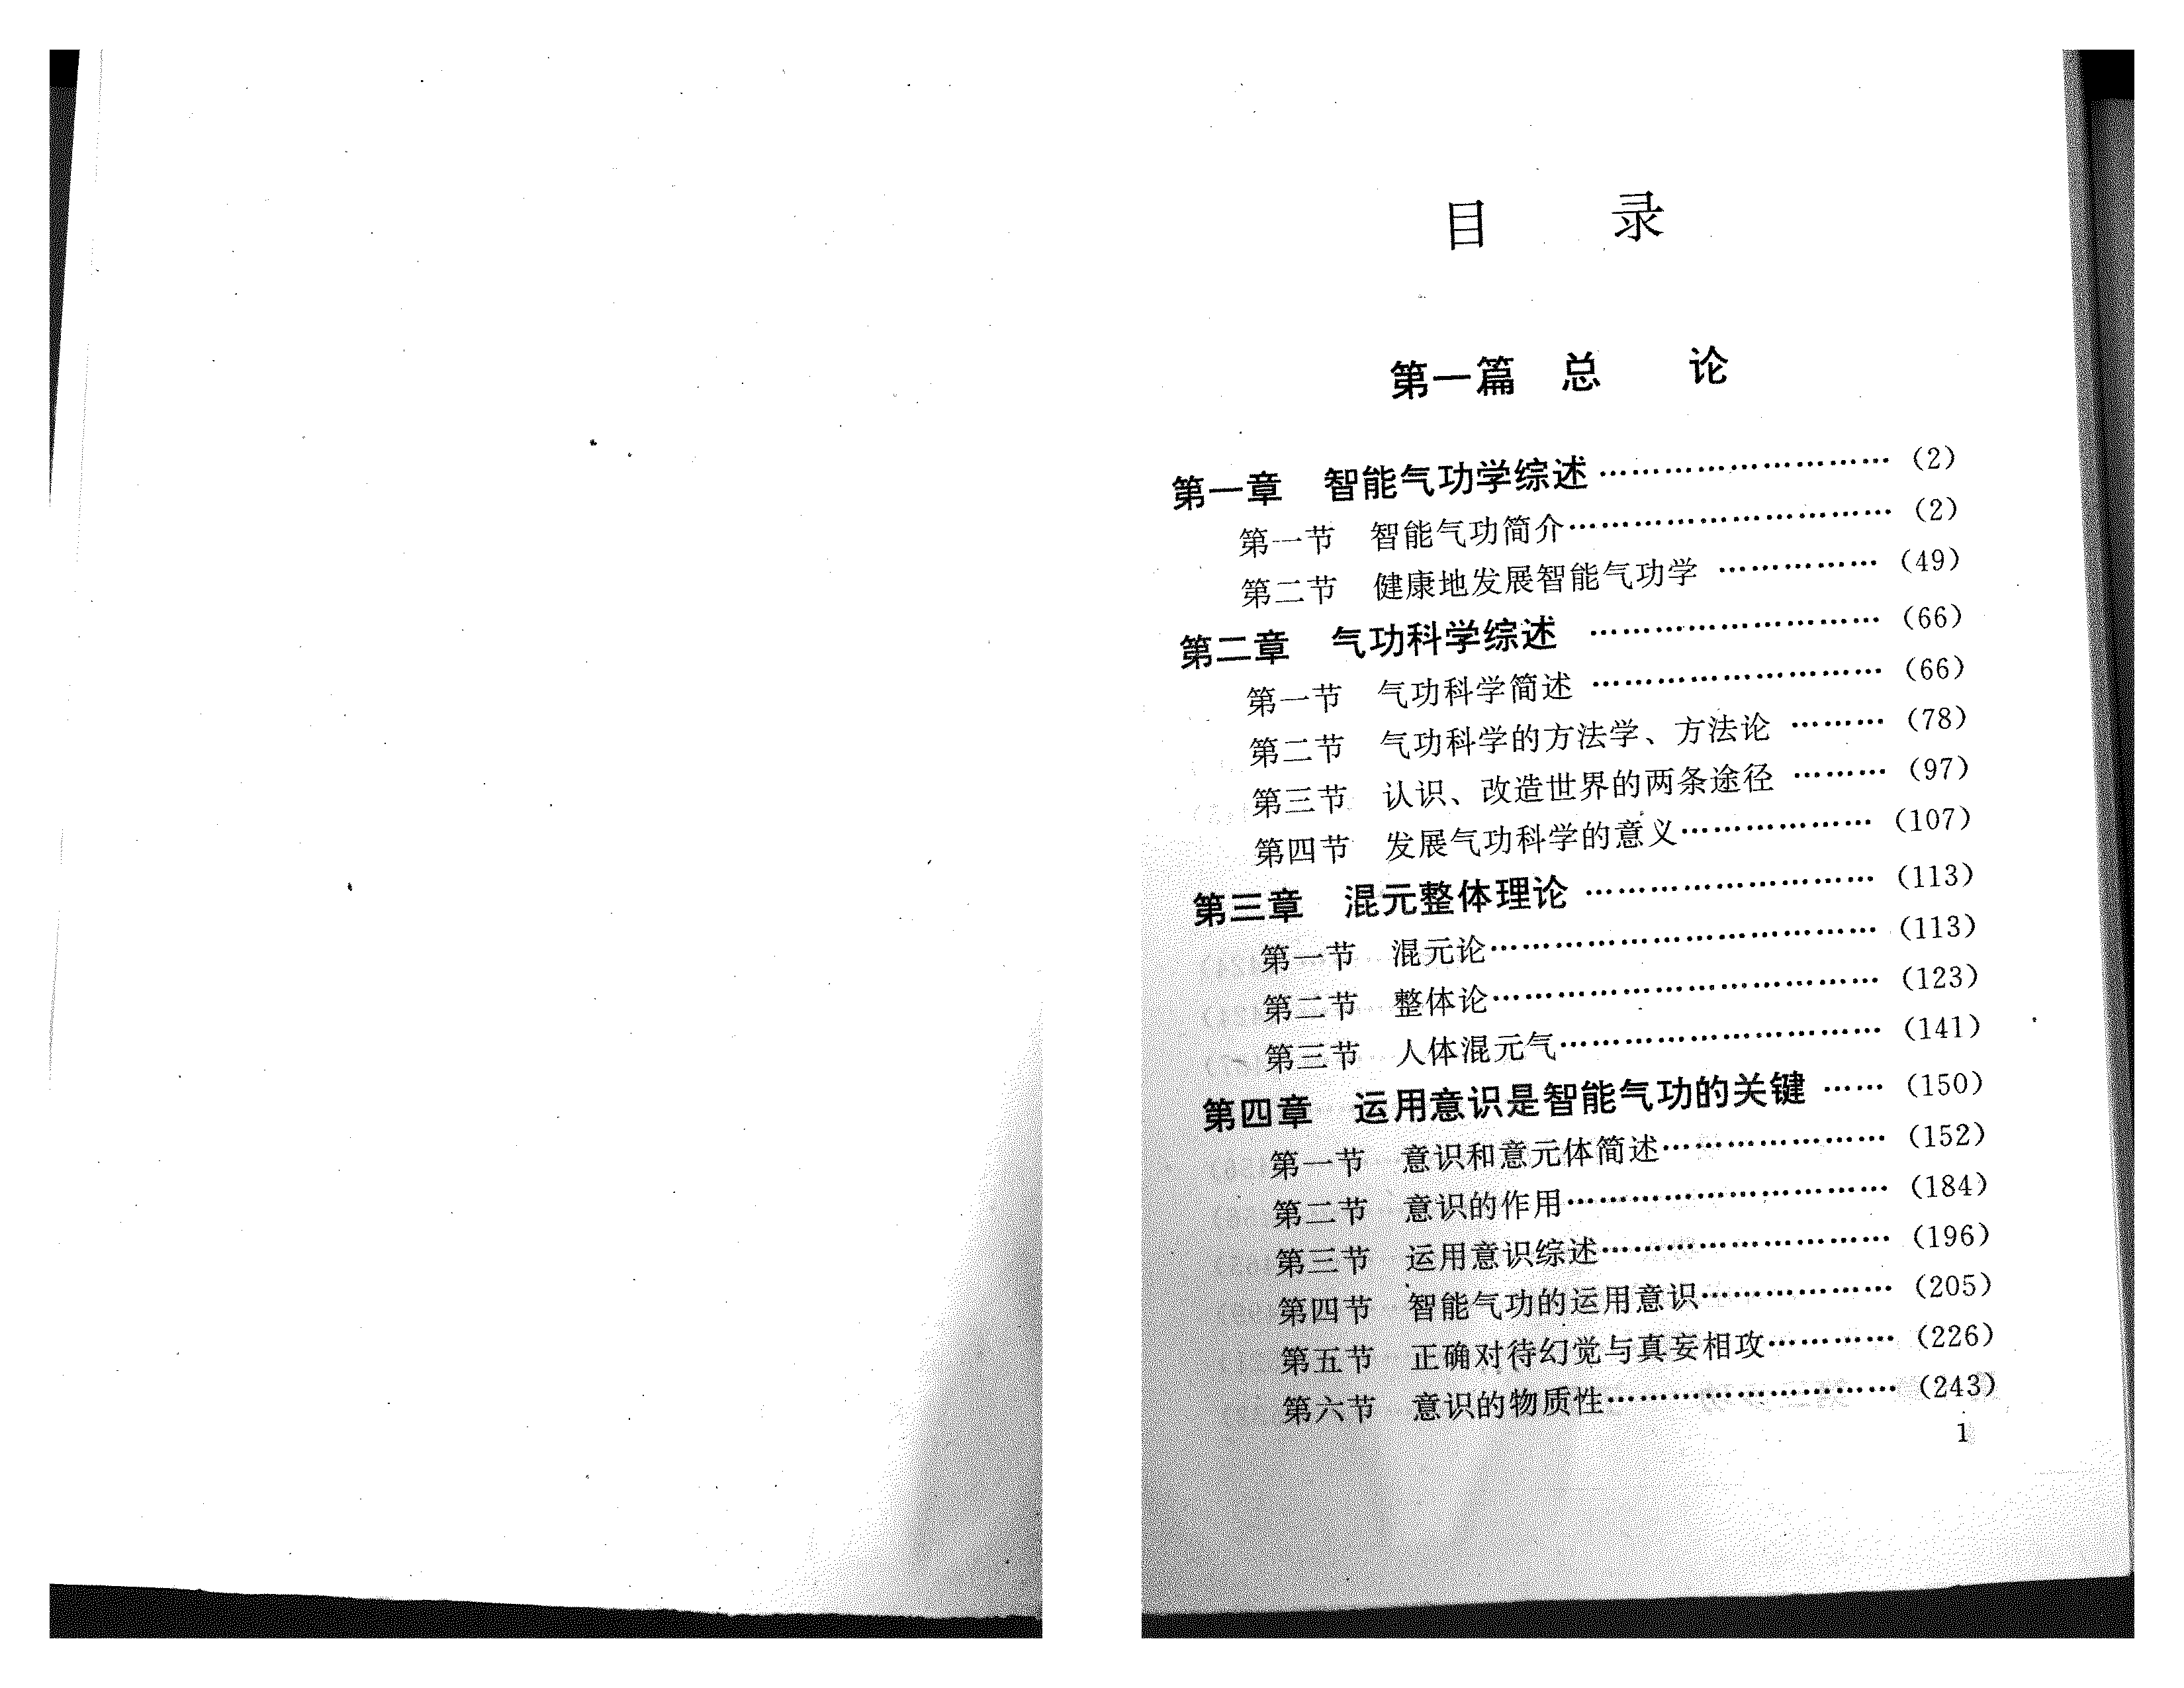 目　　录
第一篇　总　　论
第一章　智能气功学综述……………………… (2)
第一节　智能气功简介………………………… (2)
第二节　健康地发展智能气功学 …………… (49)
第二章　气功科学综述 ……………………… (66)
第一节　气功科学简述 ……………………… (66)
第二节　气功科学的方法学、方法论 ……… (78)
第三节　认识、改造世界的两条途径 ……… (97)
第四节　发展气功科学的意义……………… (107)
第三章　混元整体理论 ……………………… (113)
第一节　混元论……………………………… (113)
第二节　整体论……………………………… (123)
第三节　人体混元气………………………… (141)
第四章　运用意识是智能气功的关键 …… (150)
第一节　意识和意元体简述………………… (152)
第二节　意识的作用………………………… (184)
第三节　运用意识综述……………………… (196)
第四节　智能气功的运用意识……………… (205)
第五节　正确对待幻觉与真妄相攻………… (226)
第六节　意识的物质性……………………… (243)
1